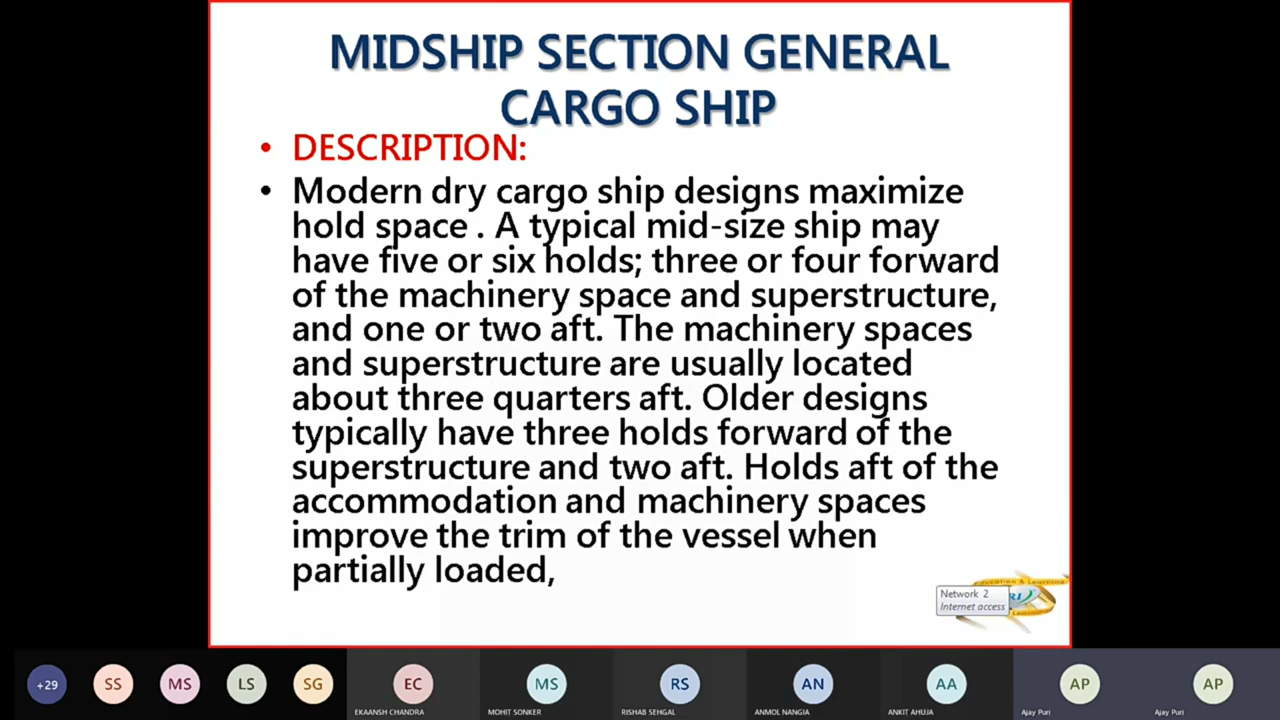 MIDSHIP SECTION GENERAL
CARGO SHIP
• DESCRIPTION:
• Modern dry cargo ship designs maximize
hold space . A typical mid-size ship may
have five or six holds; three or four forward
of the machinery space and superstructure,
and one or two aft. The machinery spaces
and superstructure are usually located
about three quarters aft. Older designs
typically have three holds forward of the
superstructure and two aft. Holds aft of the
accommodation and machinery spaces
improve the trim of the vessel when
partially loaded,
Education & Learning
Network 2
Internet access
+29 SS MS LS SG EC MS RS AN AA AP AP
EKAANSH CHANDRA MOHIT SONKER RISHAB SEHGAL ANMOL NANGIA ANKIT AHUJA Ajay Puri Ajay Puri